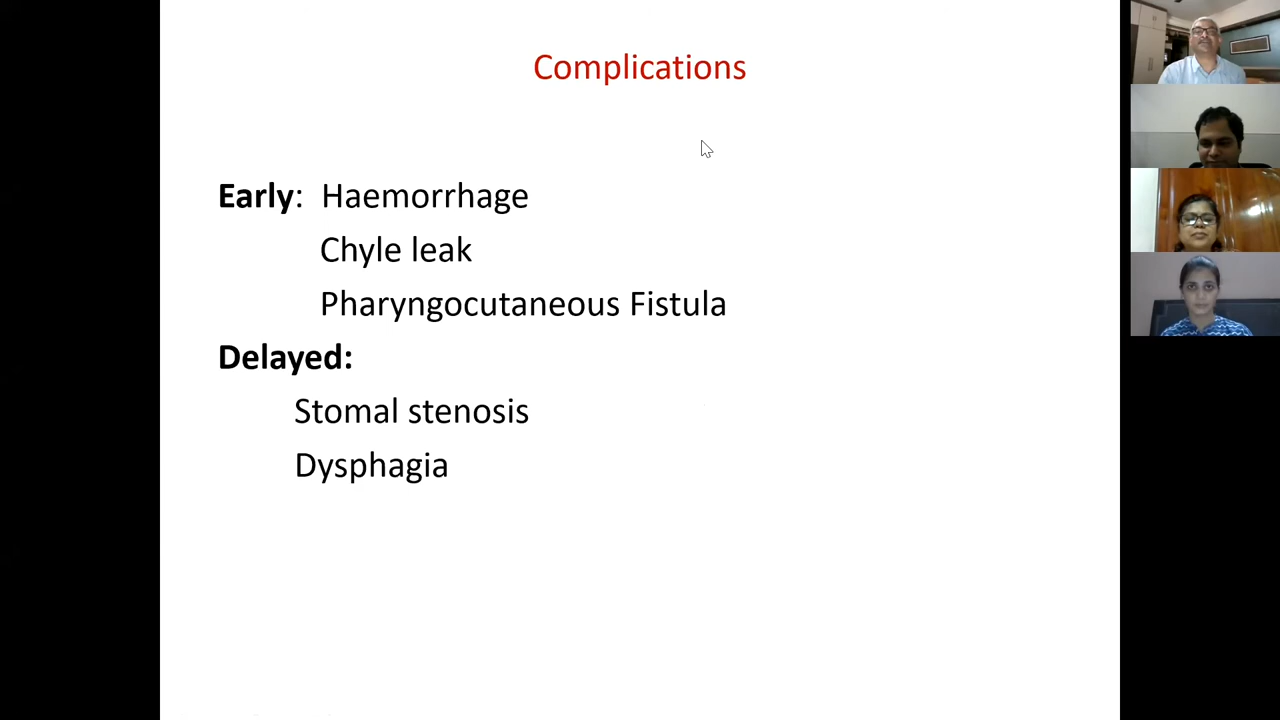 Complications
Early: Haemorrhage
Chyle leak
Pharyngocutaneous Fistula
Delayed:
Stomal stenosis
Dysphagia